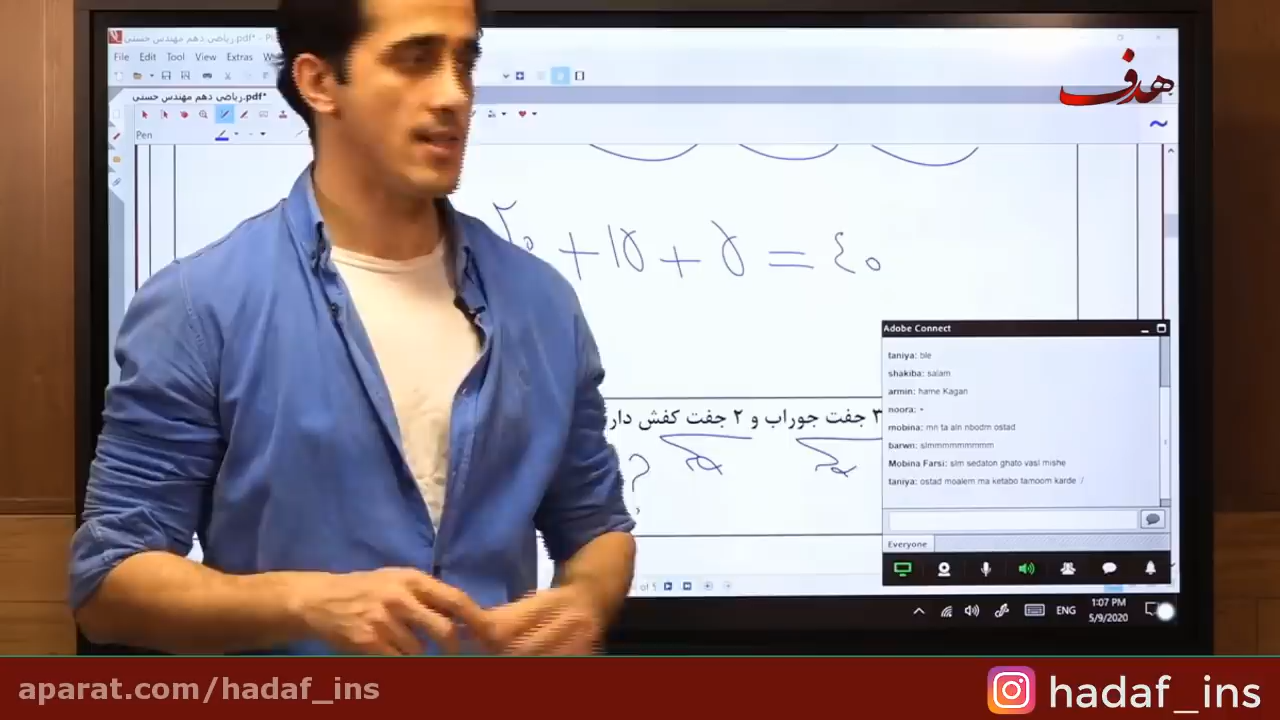 ریاضی دهم مهندس حسنی.pdf*
File Edit Tool View Extras
هدف
ریاضی دهم مهندس حسنی.pdf*
Pen
۲۰ + ۱۵ + ۵ = ۴۰
Adobe Connect
taniya: ble
shakiba: salam
armin: hame Kagan
noora: •
mobina: mn ta aln nbodm ostad
barwn: slmmmmmmmmm
Mobina Farsi: slm sedaton ghato vasl mishe
taniya: ostad moalem ma ketabo tamoom karde :/
۳ جفت جوراب و ۲ جفت کفش
Everyone
ENG
1:07 PM
5/9/2020
aparat.com/hadaf_ins
hadaf_ins